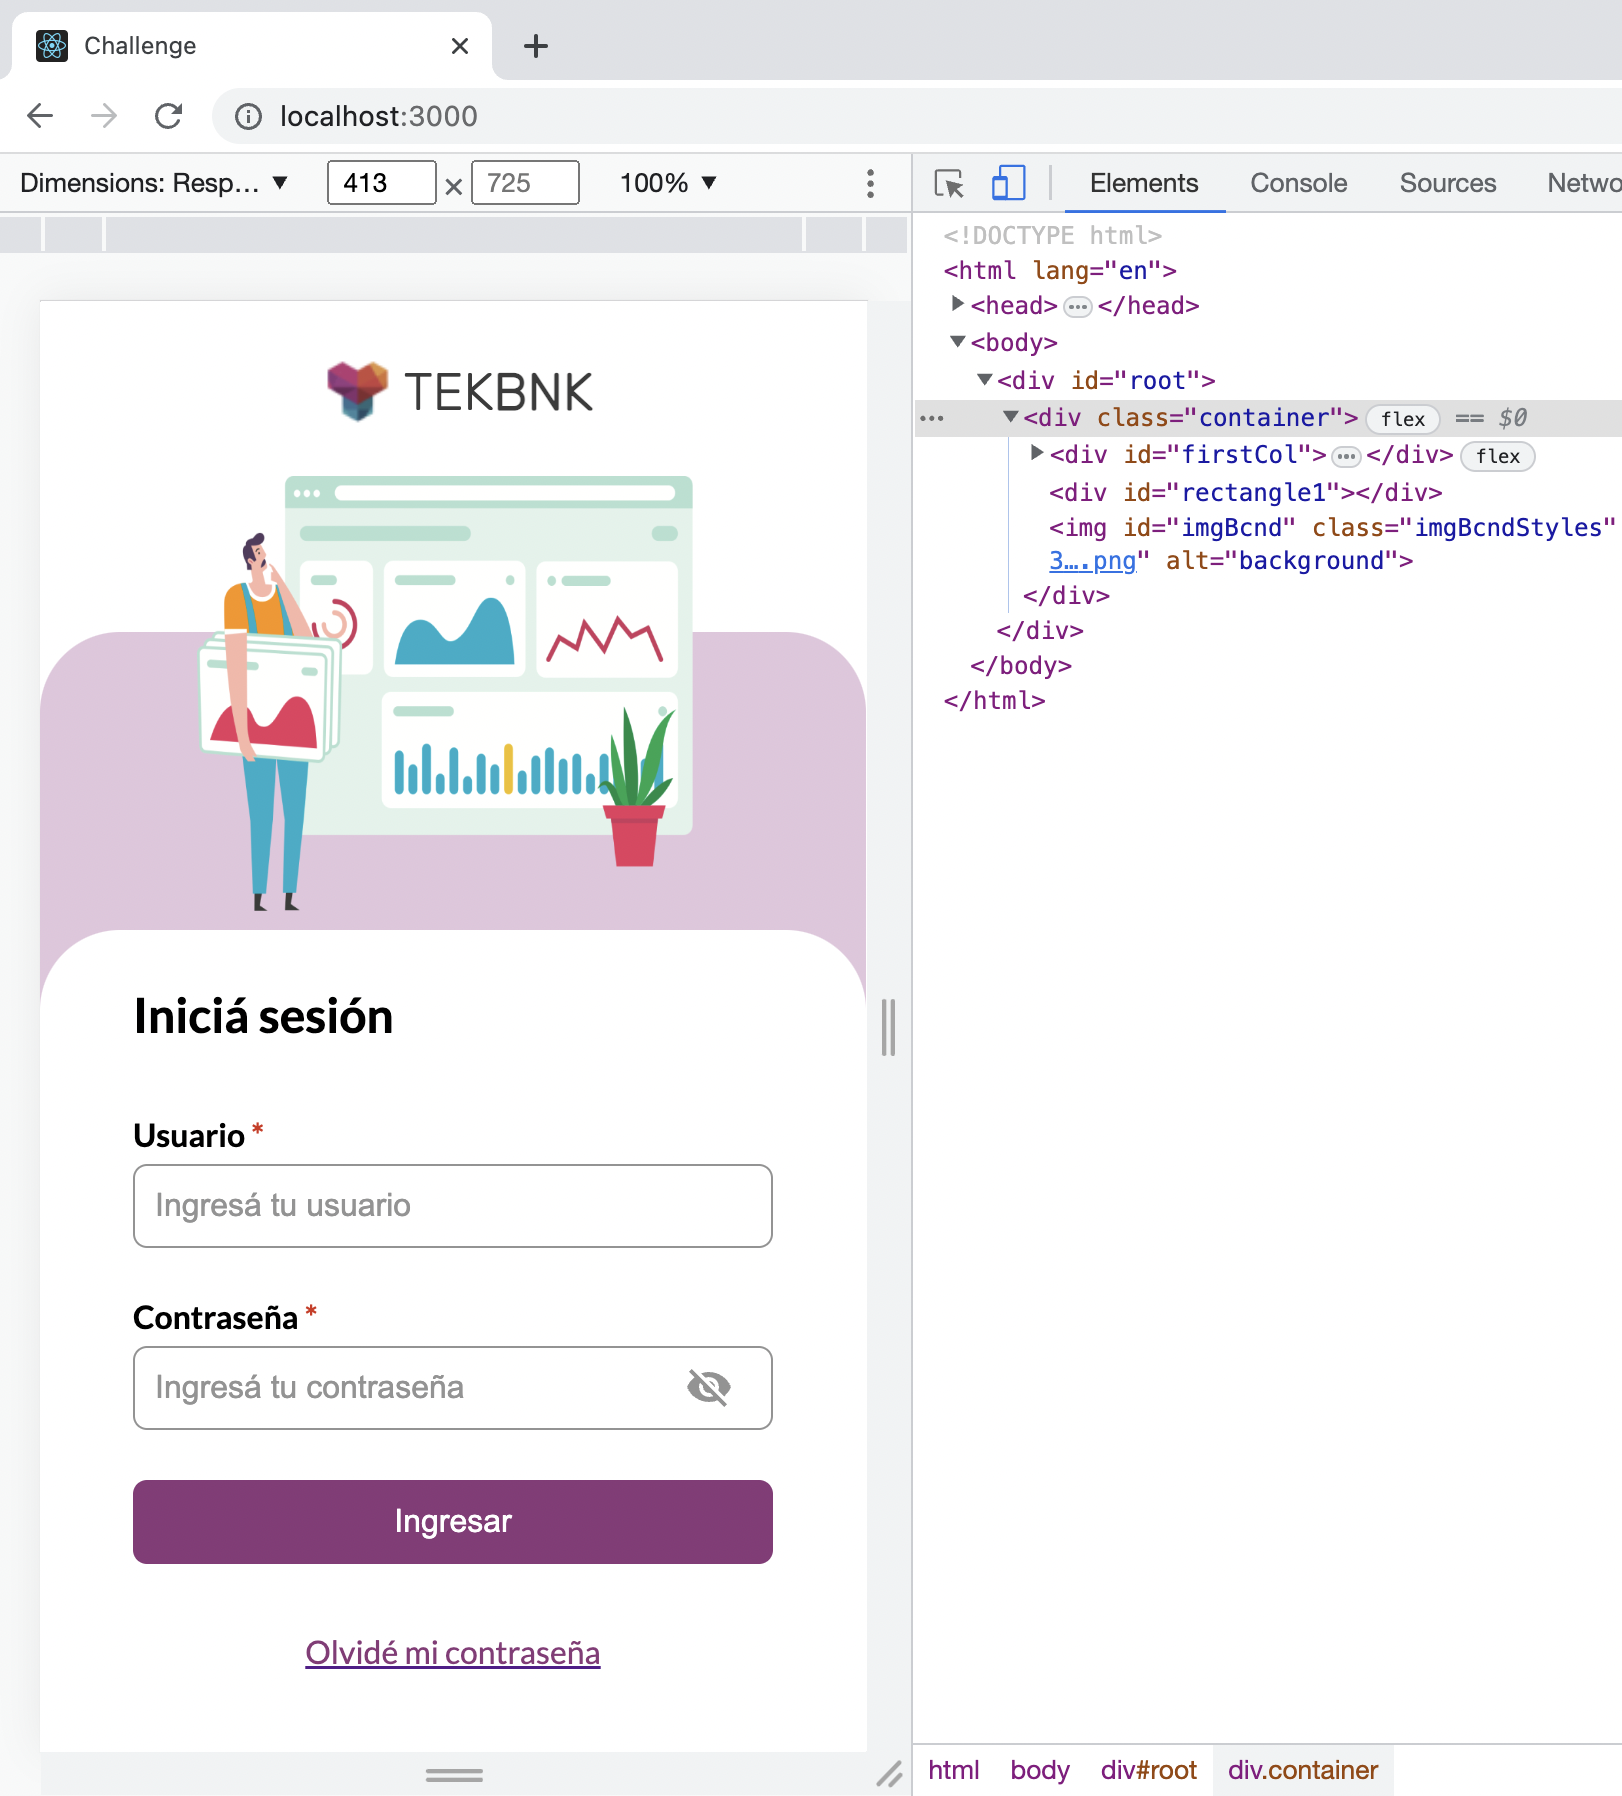 Challenge
localhost:3000
Dimensions: Resp... 413 × 725 100%
Elements Console Sources
TEKBNK
Iniciá sesión
Usuario *
Ingresá tu usuario
Contraseña *
Ingresá tu contraseña
Ingresar
Olvidé mi contraseña
<!DOCTYPE html>
<html lang="en">
<head> ... </head>
<body>
<div id="root">
... <div class="container"> flex == $0
<div id="firstCol"> ... </div> flex
<div id="rectangle1"></div>
<img id="imgBcnd" class="imgBcndStyles"
3….png" alt="background">
</div>
</div>
</body>
</html>
html body div#root div.container